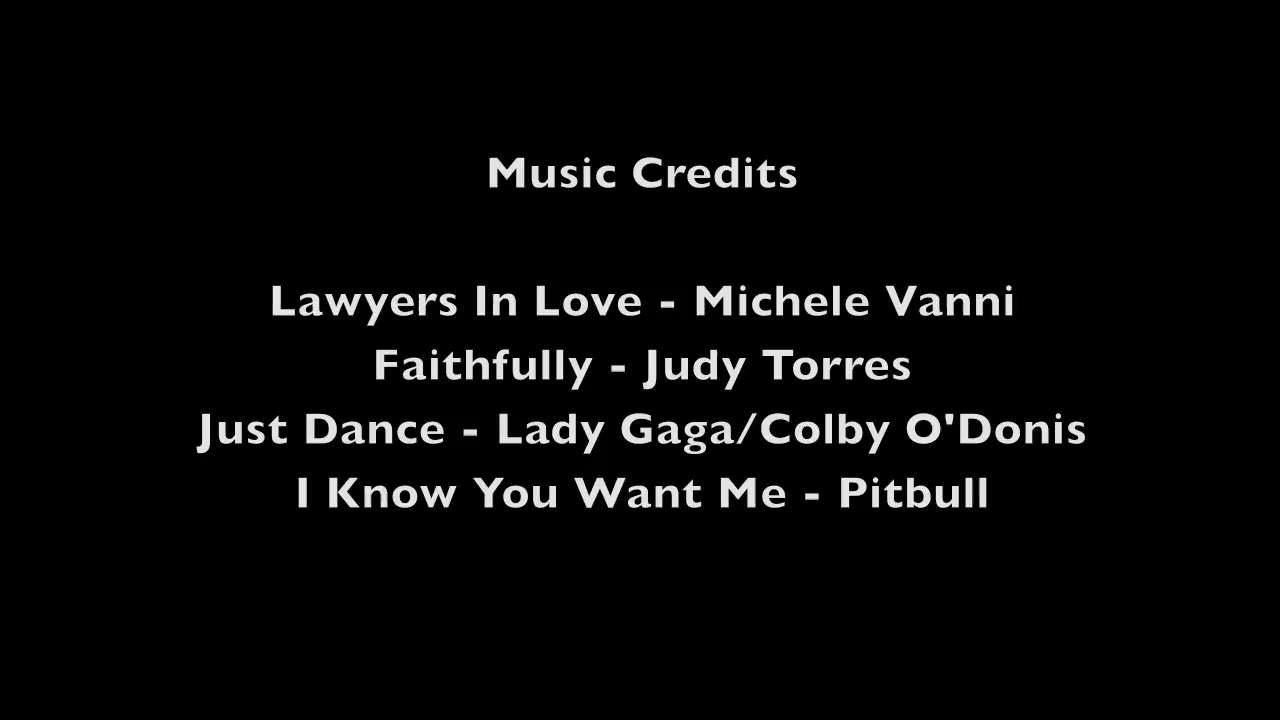 Music Credits
Lawyers In Love - Michele Vanni
Faithfully - Judy Torres
Just Dance - Lady Gaga/Colby O'Donis
I Know You Want Me - Pitbull